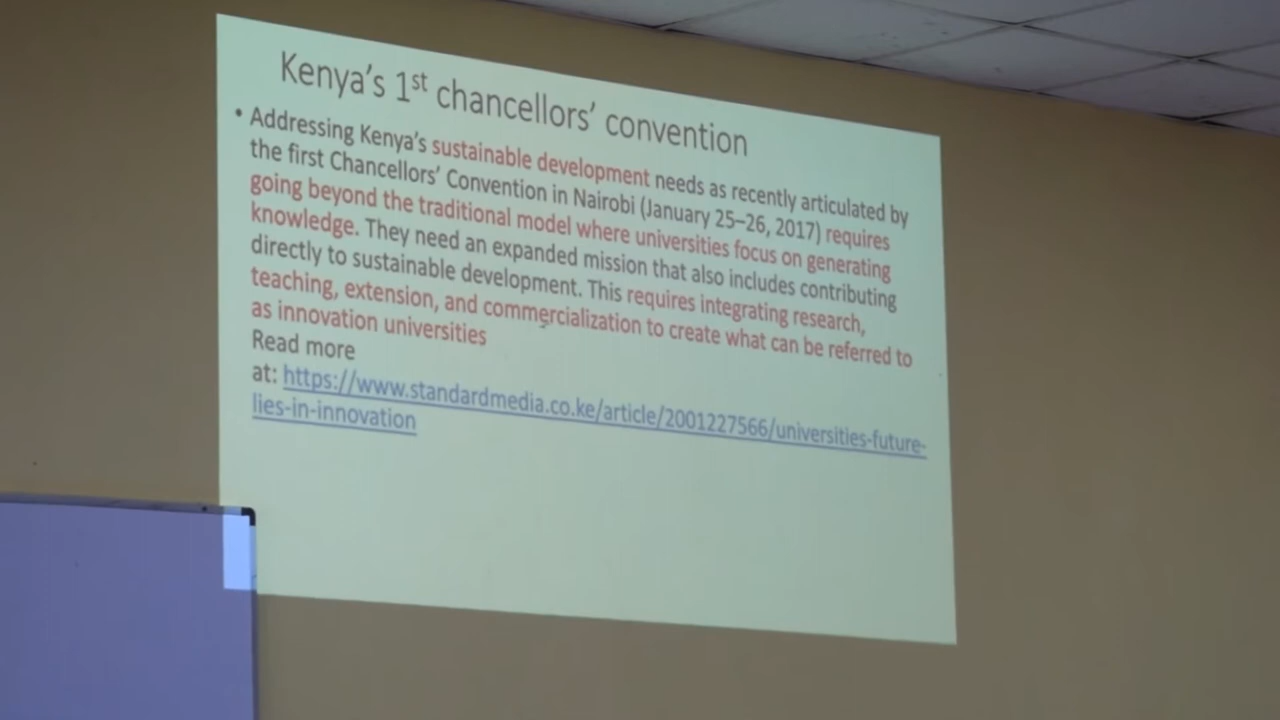 Kenya's 1st chancellors' convention
• Addressing Kenya's sustainable development needs as recently articulated by
the first Chancellors' Convention in Nairobi (January 25–26, 2017) requires
going beyond the traditional model where universities focus on generating
knowledge. They need an expanded mission that also includes contributing
directly to sustainable development. This requires integrating research,
teaching, extension, and commercialization to create what can be referred to
as innovation universities
Read more
at: https://www.standardmedia.co.ke/article/2001227566/universities-future-
lies-in-innovation